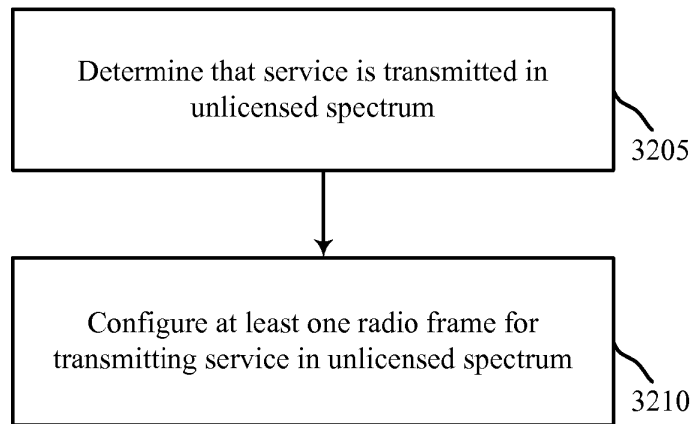 Determine that service is transmitted in
unlicensed spectrum
3205
Configure at least one radio frame for
transmitting service in unlicensed spectrum
3210